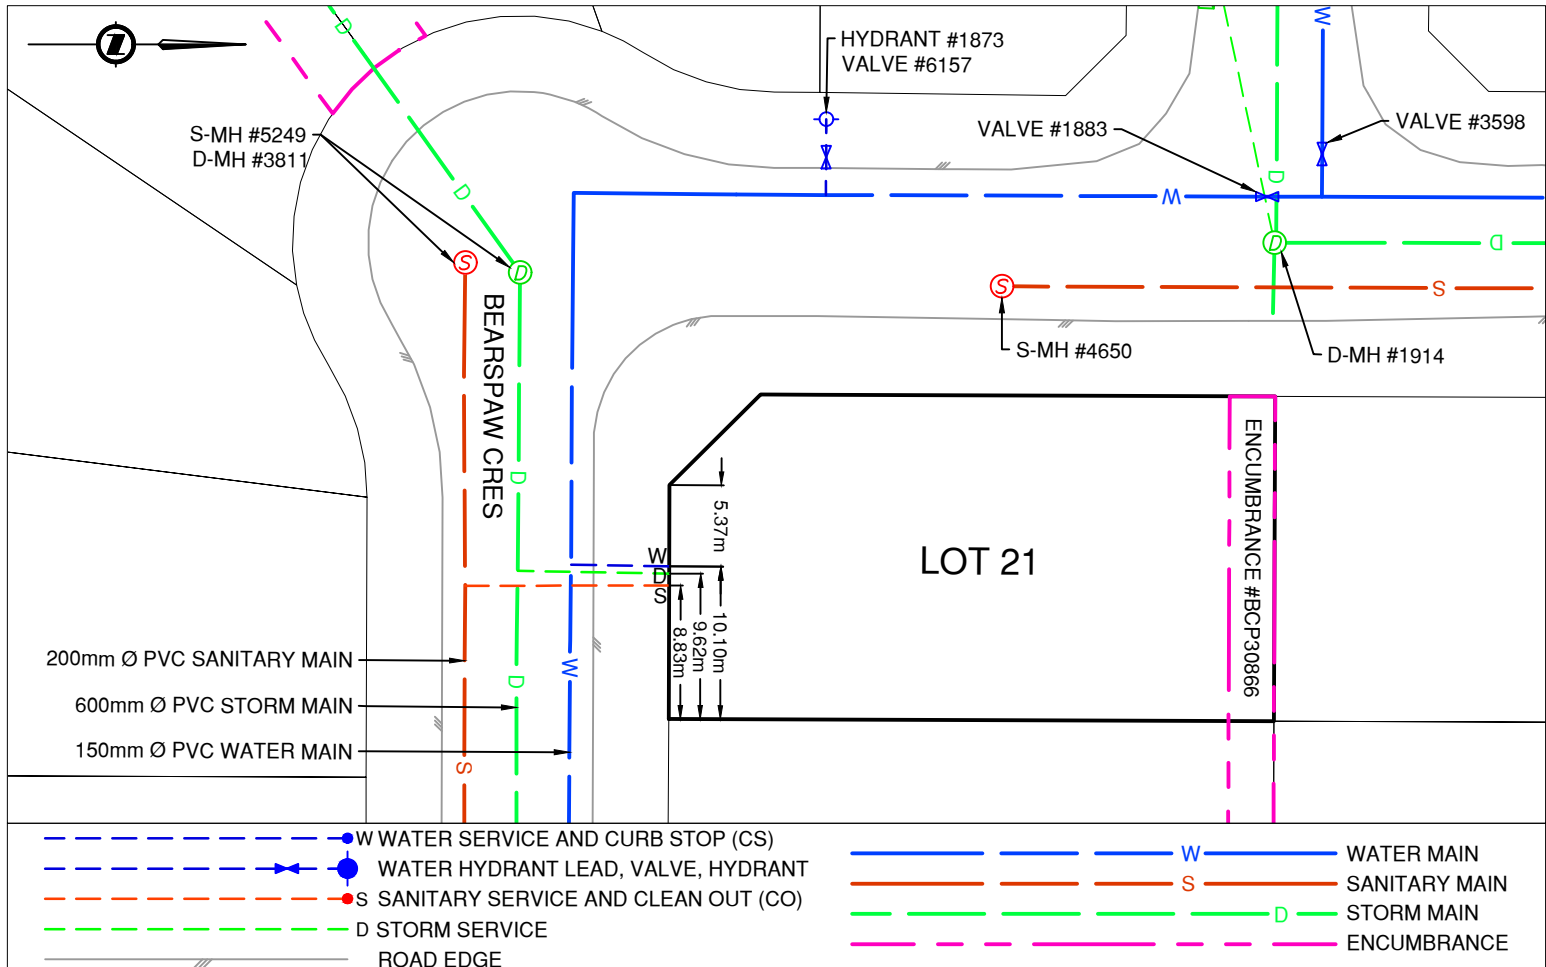 Z
D
HYDRANT #1873
VALVE #6157
W
S-MH #5249
D-MH #3811
VALVE #1883
VALVE #3598
D
D
W
S
D
D
D
S
S-MH #4650
D-MH #1914
BEARSPAW CRES
D
ENCUMBRANCE #BCP30866
5.37m
LOT 21
W
D
S
10.10m
9.62m
8.83m
200mm Ø PVC SANITARY MAIN
W
600mm Ø PVC STORM MAIN
D
150mm Ø PVC WATER MAIN
S
W WATER SERVICE AND CURB STOP (CS)
WATER HYDRANT LEAD, VALVE, HYDRANT
S SANITARY SERVICE AND CLEAN OUT (CO)
D STORM SERVICE
ROAD EDGE
W WATER MAIN
S SANITARY MAIN
D STORM MAIN
ENCUMBRANCE